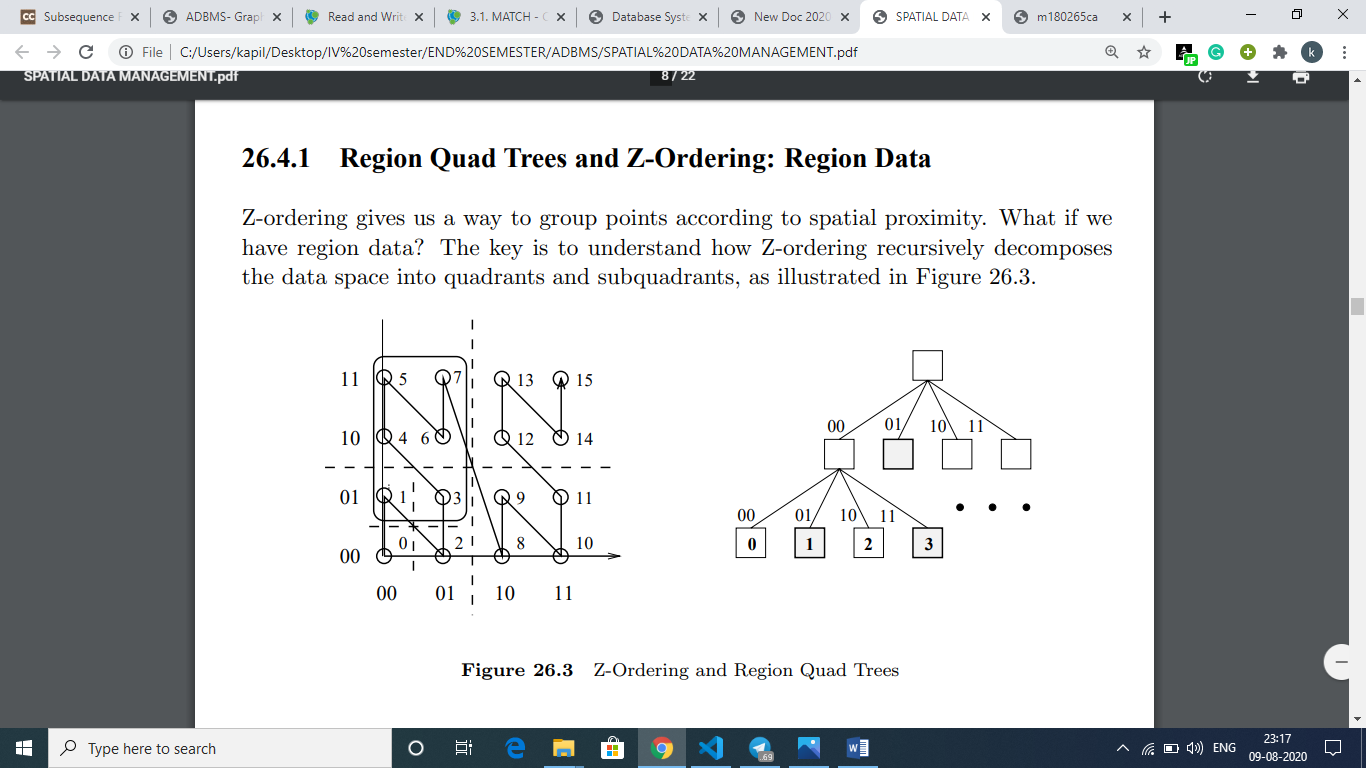 Subsequence F
ADBMS- Grap
Read and Writ
3.1. MATCH - C
Database Syste
New Doc 2020
SPATIAL DATA
m180265ca
File
C:/Users/kapil/Desktop/IV%20semester/END%20SEMESTER/ADBMS/SPATIAL%20DATA%20MANAGEMENT.pdf
SPATIAL DATA MANAGEMENT.pdf
8 / 22
26.4.1 Region Quad Trees and Z-Ordering: Region Data
Z-ordering gives us a way to group points according to spatial proximity. What if we
have region data? The key is to understand how Z-ordering recursively decomposes
the data space into quadrants and subquadrants, as illustrated in Figure 26.3.
11 5 7 13 15
10 4 6 12 14
01 1 3 9 11
00 0 2 8 10
00 01 10 11
00 01 10 11
00 01 10 11
0 1 2 3
Figure 26.3 Z-Ordering and Region Quad Trees
Type here to search
.69
ENG
23:17
09-08-2020